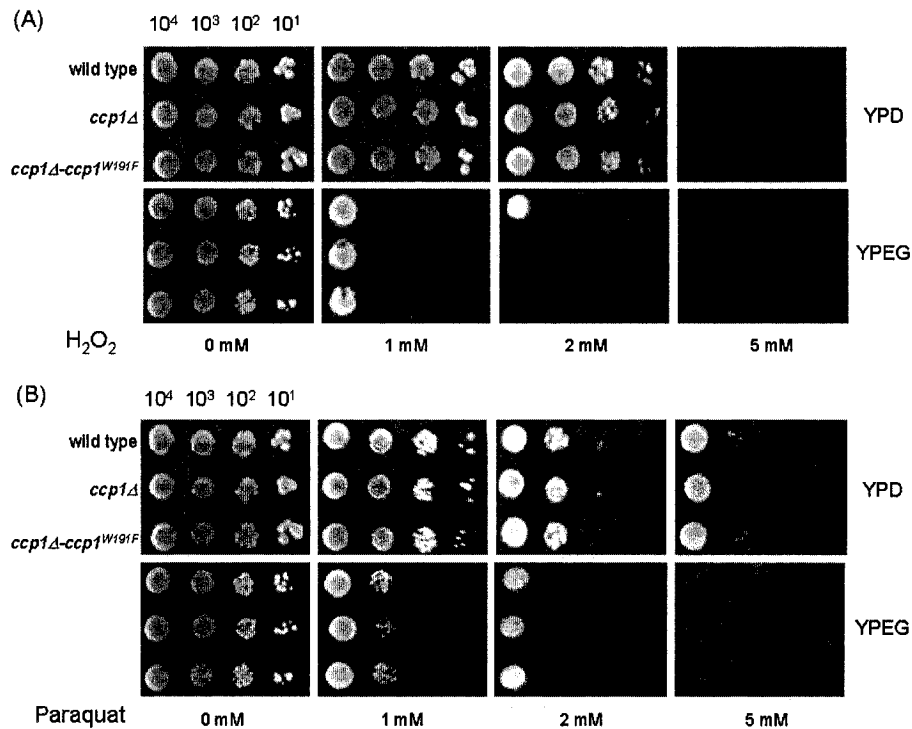 (A)
10⁴ 10³ 10² 10¹
wild type
ccp1Δ
YPD
ccp1Δ-ccp1ᵂ¹⁹¹ᶠ
YPEG
H₂O₂
0 mM 1 mM 2 mM 5 mM
(B)
10⁴ 10³ 10² 10¹
wild type
ccp1Δ
YPD
ccp1Δ-ccp1ᵂ¹⁹¹ᶠ
YPEG
Paraquat
0 mM 1 mM 2 mM 5 mM